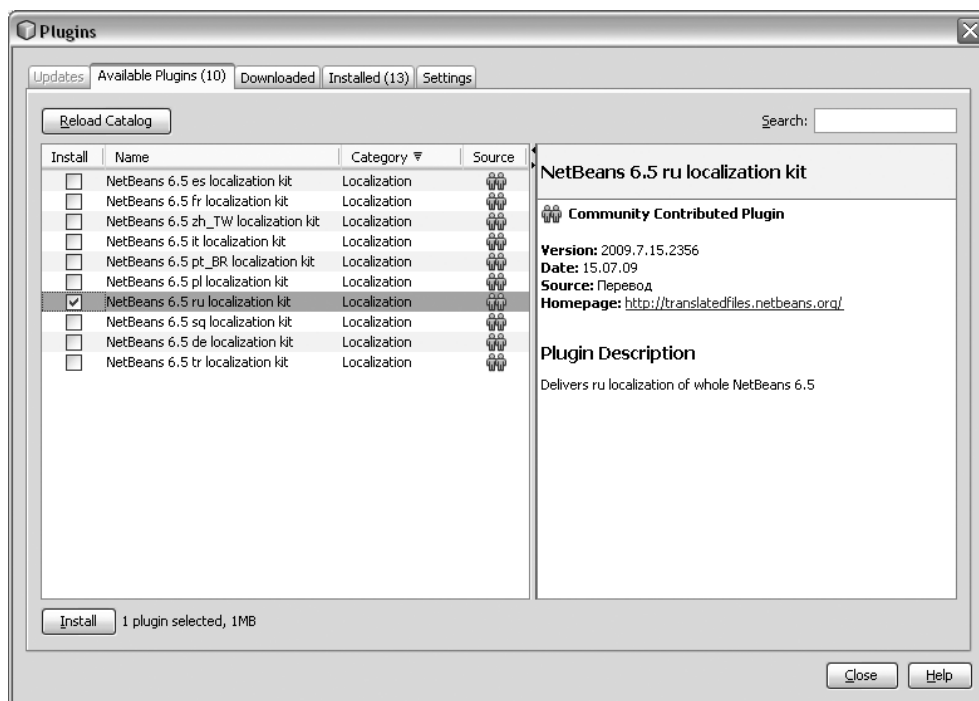 Plugins
Updates Available Plugins (10) Downloaded Installed (13) Settings
Reload Catalog Search:
Install Name Category Source
NetBeans 6.5 es localization kit Localization
NetBeans 6.5 fr localization kit Localization
NetBeans 6.5 zh_TW localization kit Localization
NetBeans 6.5 it localization kit Localization
NetBeans 6.5 pt_BR localization kit Localization
NetBeans 6.5 pl localization kit Localization
NetBeans 6.5 ru localization kit Localization
NetBeans 6.5 sq localization kit Localization
NetBeans 6.5 de localization kit Localization
NetBeans 6.5 tr localization kit Localization
NetBeans 6.5 ru localization kit
Community Contributed Plugin
Version: 2009.7.15.2356
Date: 15.07.09
Source: Перевод
Homepage: http://translatedfiles.netbeans.org/
Plugin Description
Delivers ru localization of whole NetBeans 6.5
Install 1 plugin selected, 1MB
Close Help